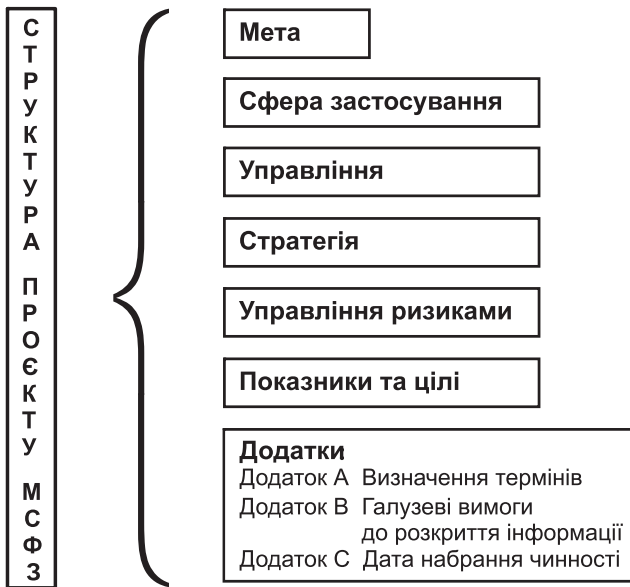 СТРУКТУРА ПРОЄКТУ МСФЗ
Мета
Сфера застосування
Управління
Стратегія
Управління ризиками
Показники та цілі
Додатки
Додаток А Визначення термінів
Додаток В Галузеві вимоги
до розкриття інформації
Додаток С Дата набрання чинності